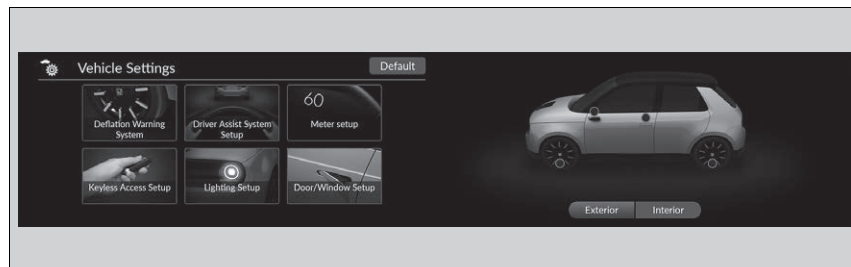 Vehicle Settings
Default
Deflation Warning
System
Driver Assist System
Setup
60
Meter setup
Keyless Access Setup
Lighting Setup
Door/Window Setup
Exterior
Interior